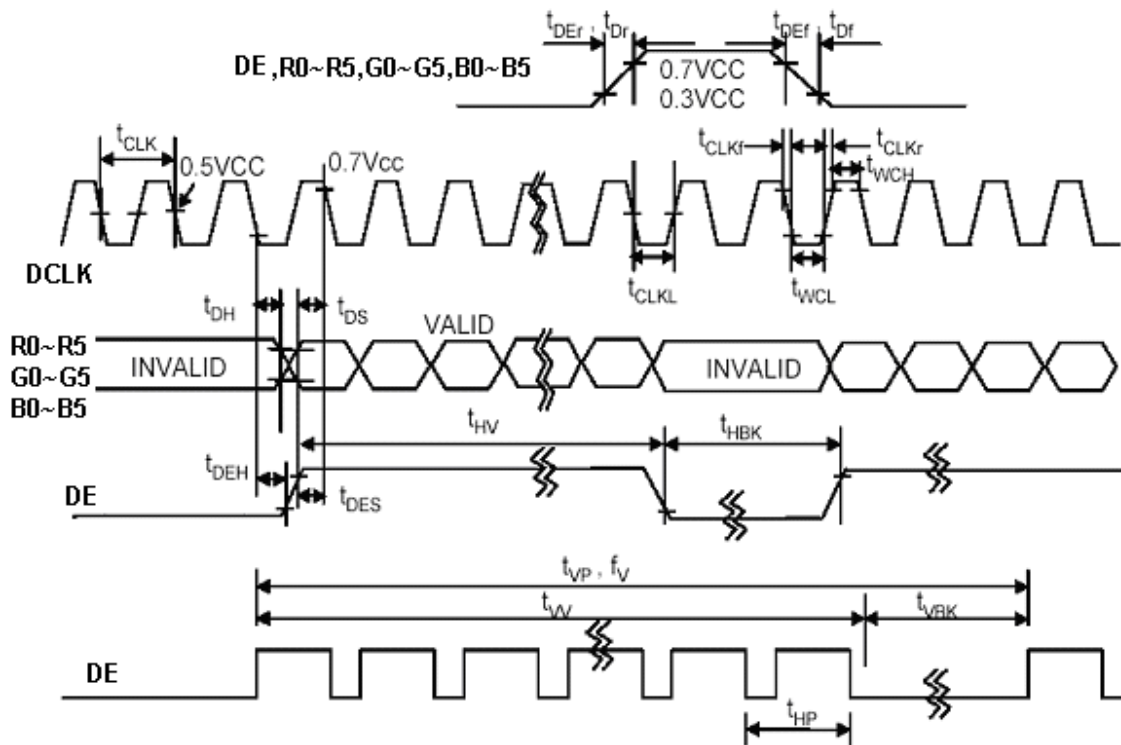 tDEr , tDr
tDEf
tDf
DE ,R0~R5,G0~G5,B0~B5
0.7VCC
0.3VCC
tCLK
0.5VCC
0.7Vcc
tCLKf
tCLKr
tWCH
DCLK
tCLKL
tWCL
tDH
tDS
VALID
R0~R5
G0~G5
B0~B5
INVALID
INVALID
tHV
tHBK
tDEH
DE
tDES
tVP , fV
tVV
tVBK
DE
tHP